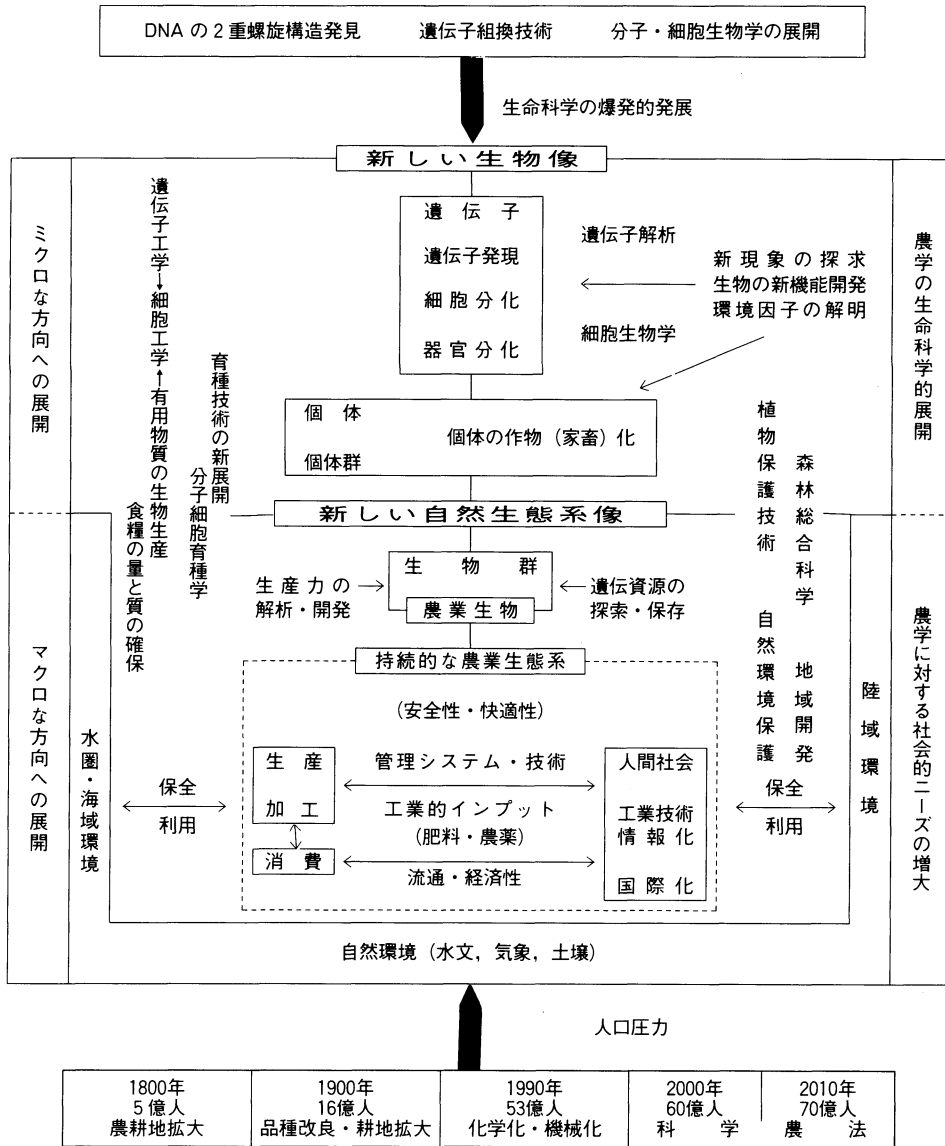 DNAの2重螺旋構造発見　遺伝子組換技術　分子・細胞生物学の展開
生命科学の爆発的発展
新しい生物像
ミクロな方向への展開
遺伝子工学→細胞工学←有用物質の生物生産
食糧の量と質の確保
育種技術の新展開
分子細胞育種学
遺伝子
遺伝子発現
細胞分化
器官分化
遺伝子解析
細胞生物学
新現象の探求
生物の新機能開発
環境因子の解明
農学の生命科学的展開
個体
個体群
個体の作物（家畜）化
植物保護技術
森林総合科学
新しい自然生態系像
生物群
農業生物
生産力の
解析・開発
遺伝資源の
探索・保存
自然環境保護
地域開発
マクロな方向への展開
水圏・海域環境
陸域環境
農学に対する社会的ニーズの増大
持続的な農業生態系
（安全性・快適性）
保全
利用
生産
加工
消費
管理システム・技術
工業的インプット
（肥料・農薬）
流通・経済性
人間社会
工業技術
情報化
国際化
保全
利用
自然環境（水文，気象，土壌）
人口圧力
1800年
5億人
農耕地拡大
1900年
16億人
品種改良・耕地拡大
1990年
53億人
化学化・機械化
2000年
60億人
科学
2010年
70億人
農法